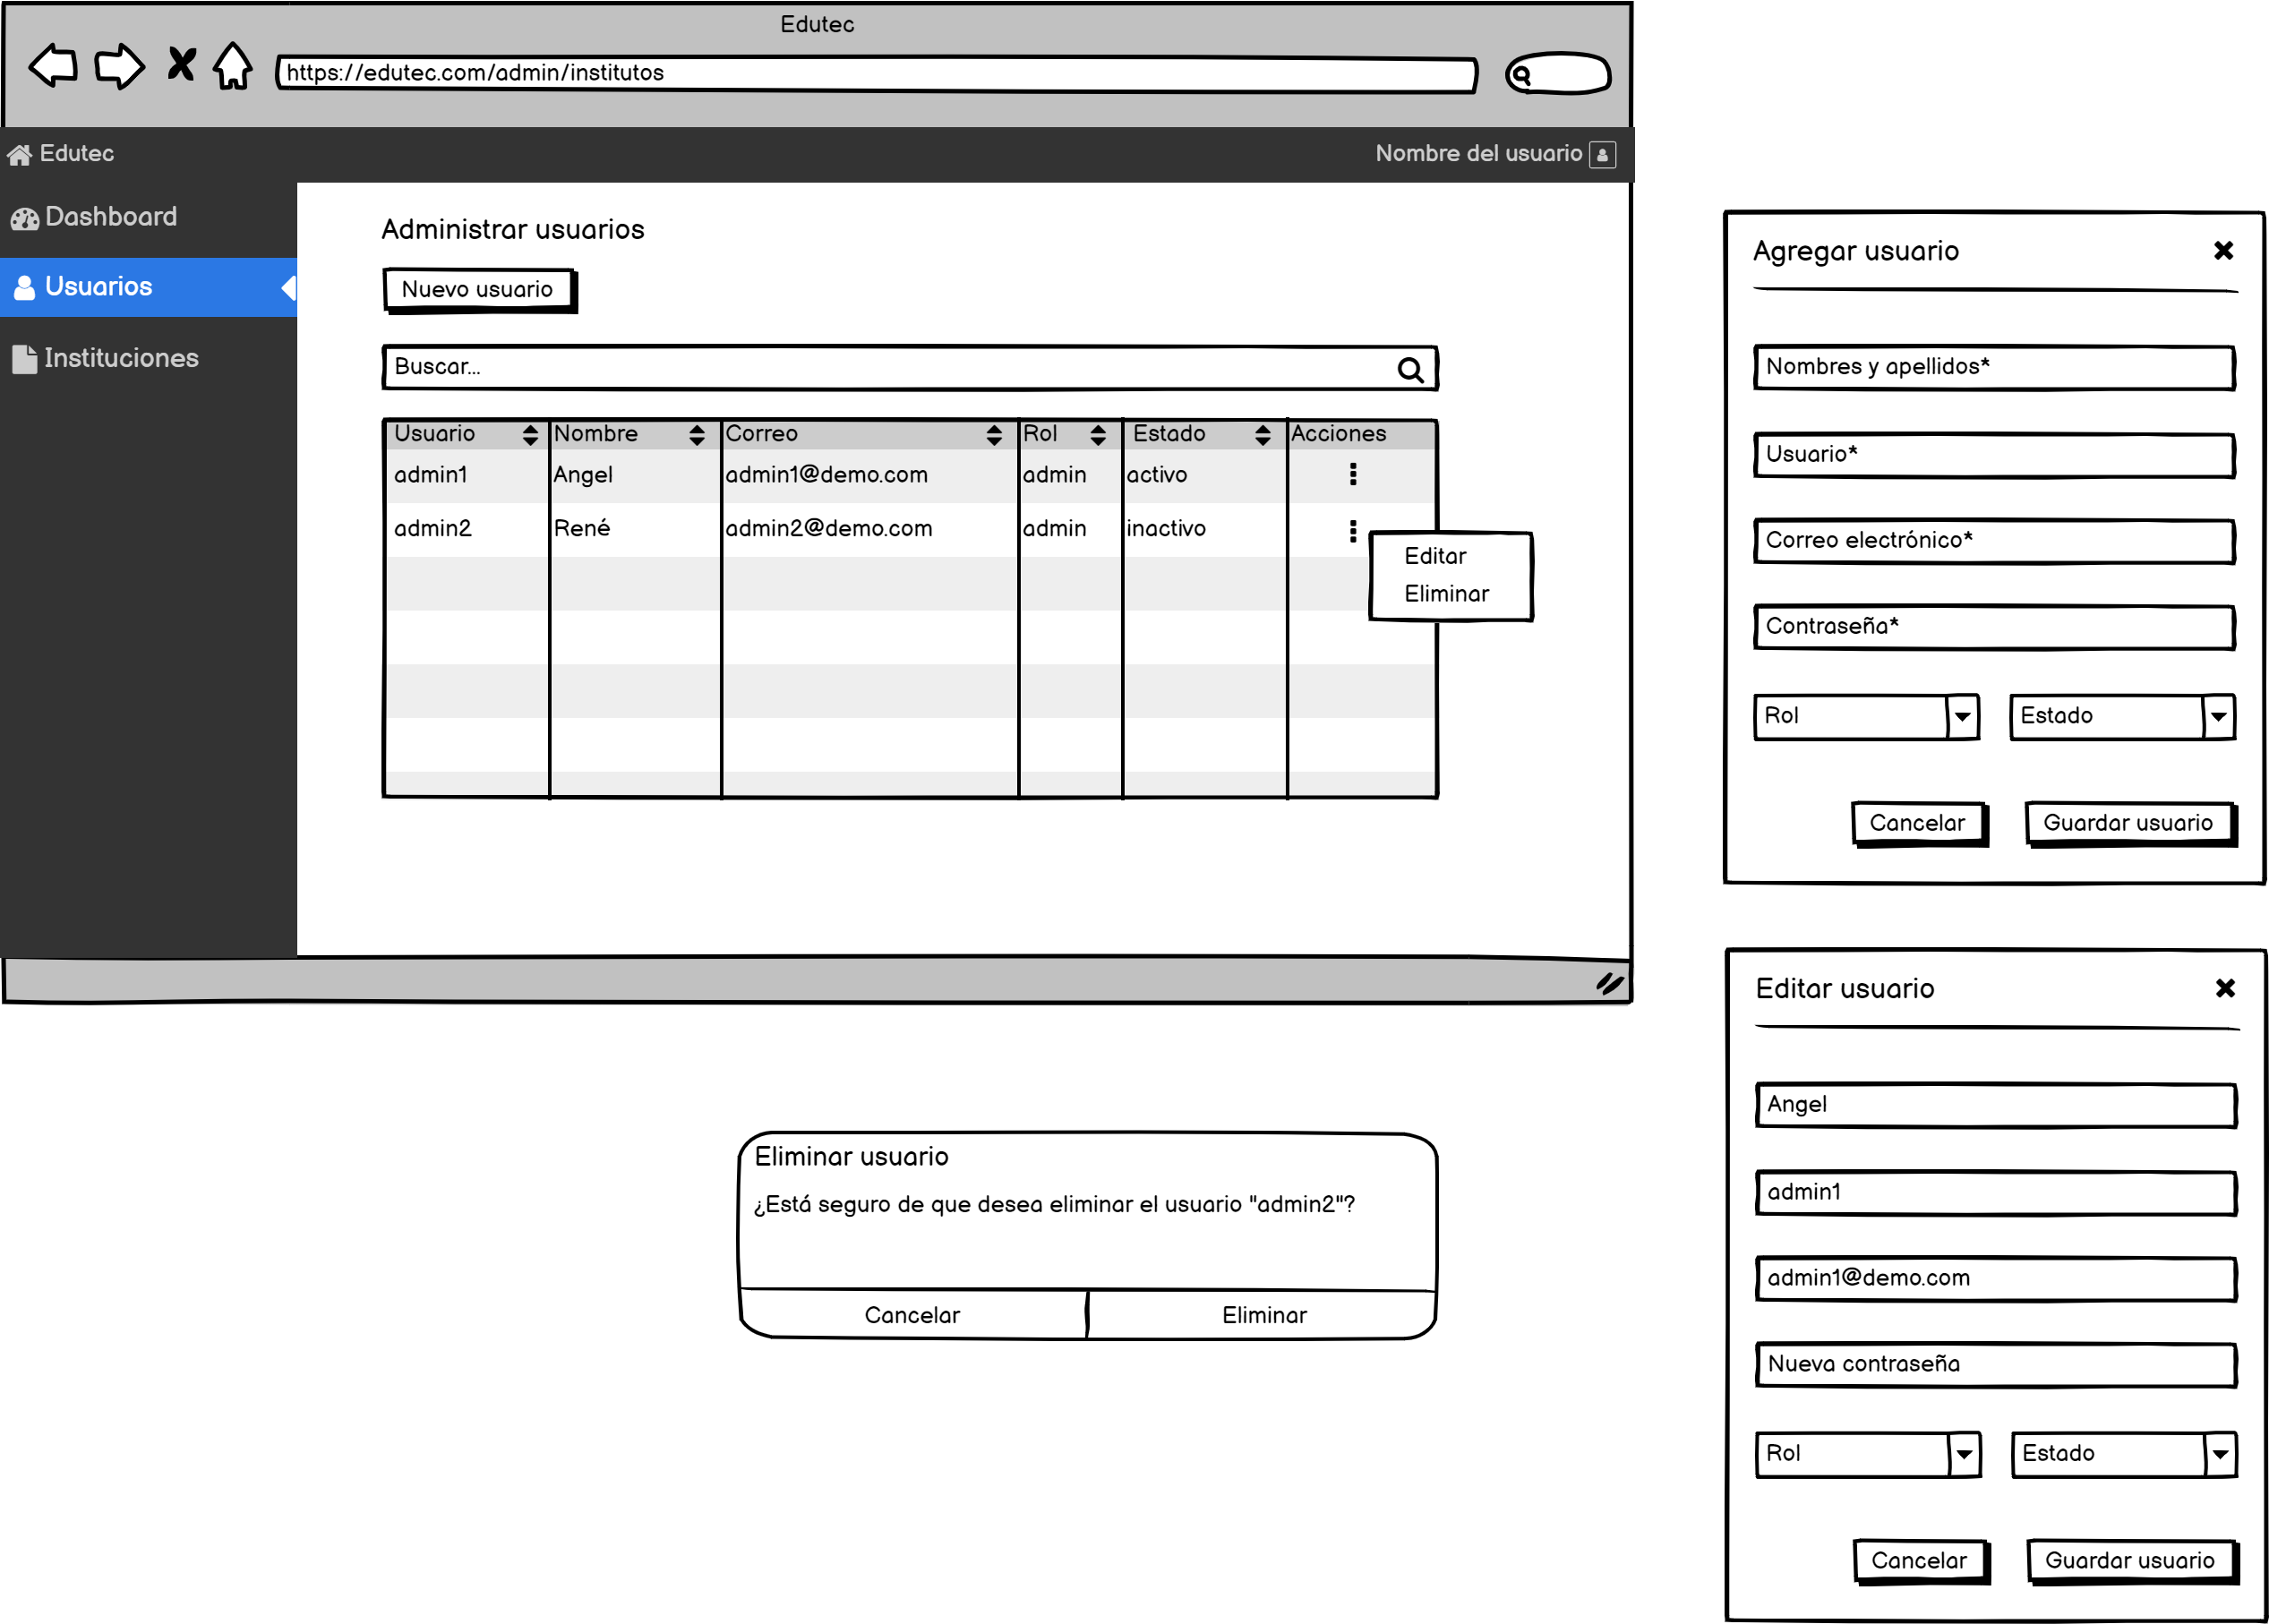 Edutec
https://edutec.com/admin/institutos
Edutec
Nombre del usuario
Dashboard
Usuarios
Instituciones
Administrar usuarios
Nuevo usuario
Buscar...
Usuario Nombre Correo Rol Estado Acciones
admin1 Angel admin1@demo.com admin activo
admin2 René admin2@demo.com admin inactivo
Editar
Eliminar
Agregar usuario
Nombres y apellidos*
Usuario*
Correo electrónico*
Contraseña*
Rol Estado
Cancelar Guardar usuario
Eliminar usuario
¿Está seguro de que desea eliminar el usuario "admin2"?
Cancelar Eliminar
Editar usuario
Angel
admin1
admin1@demo.com
Nueva contraseña
Rol Estado
Cancelar Guardar usuario